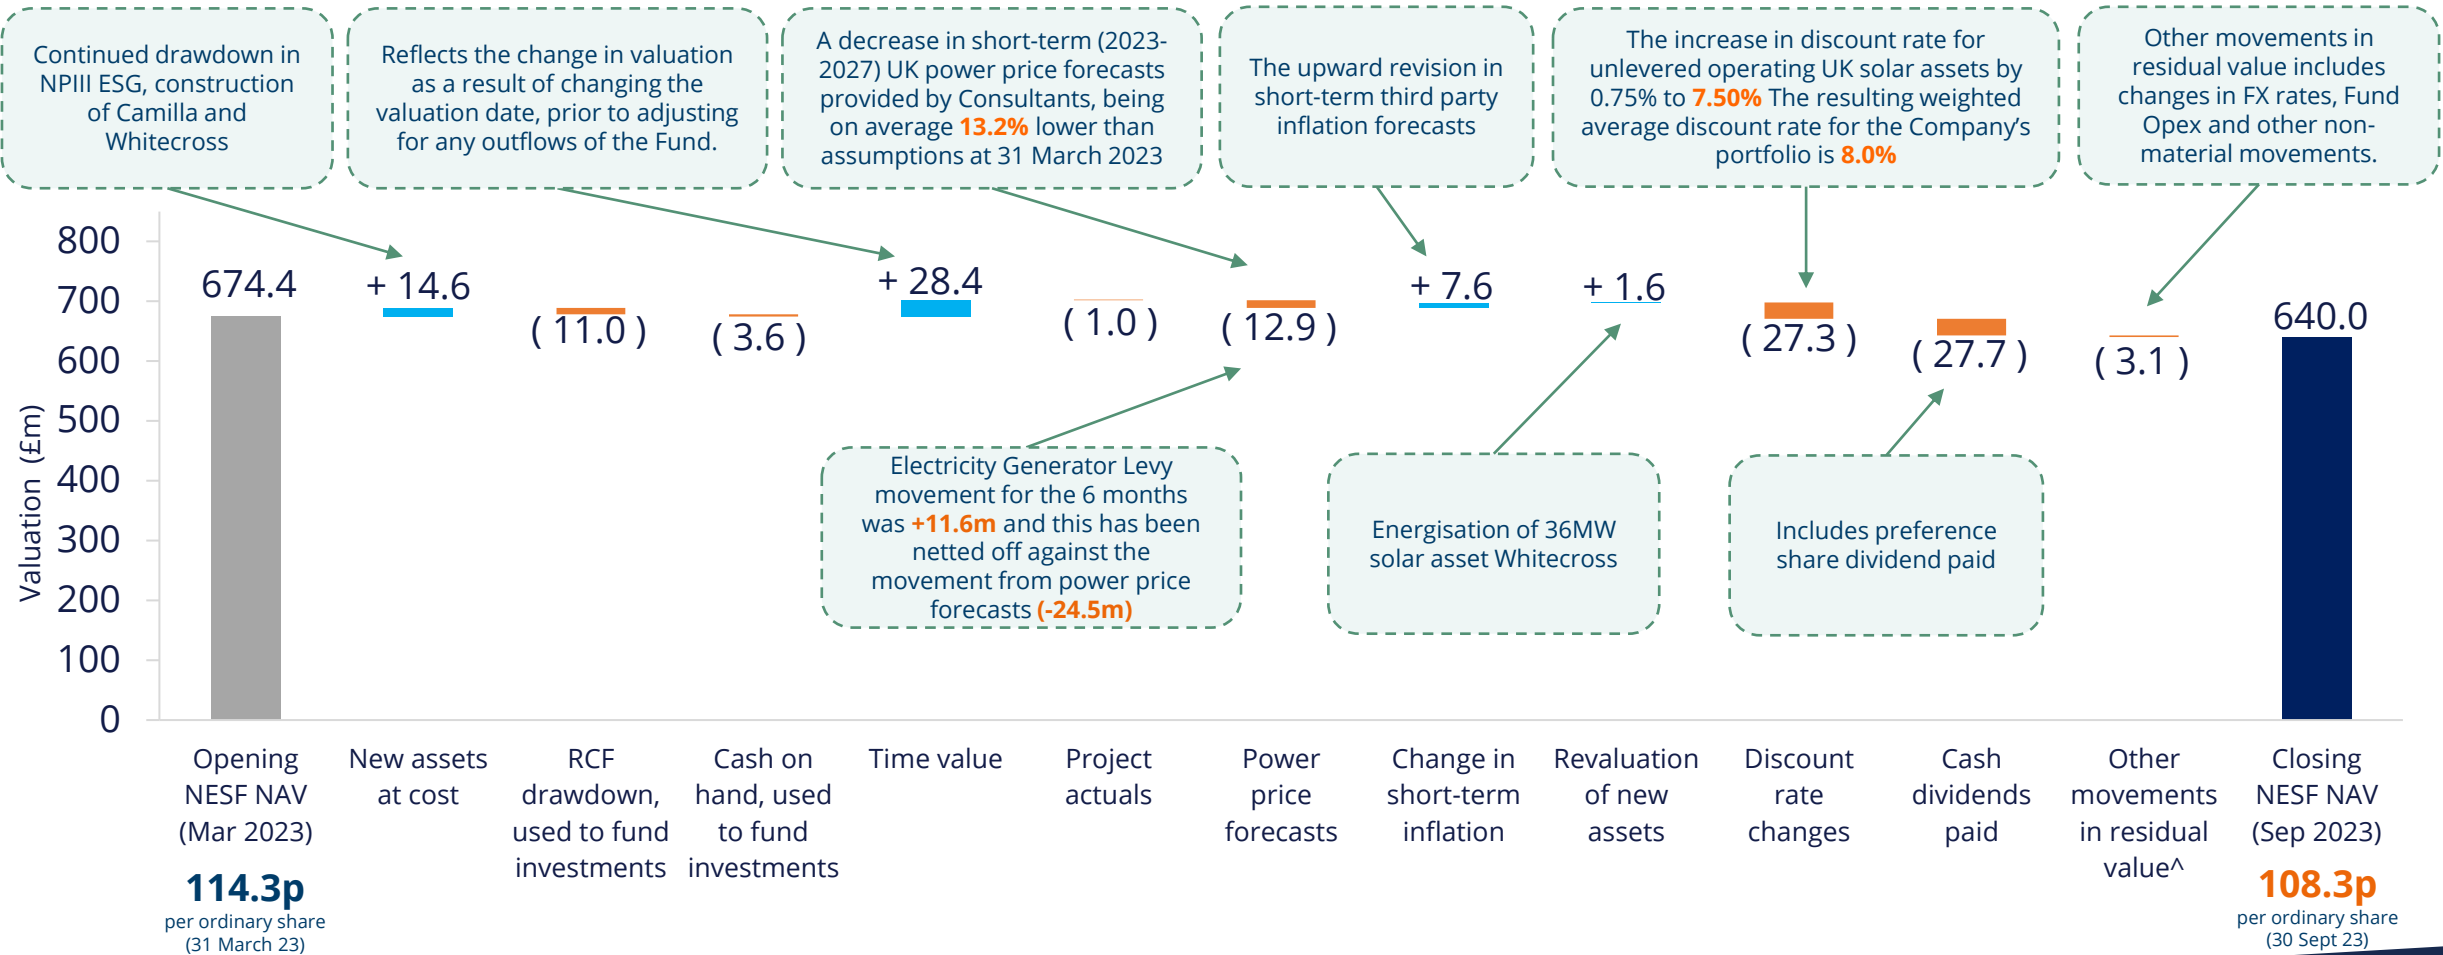 Continued drawdown in
NPIII ESG, construction
of Camilla and
Whitecross
Reflects the change in valuation
as a result of changing the
valuation date, prior to adjusting
for any outflows of the Fund.
A decrease in short-term (2023-
2027) UK power price forecasts
provided by Consultants, being
on average 13.2% lower than
assumptions at 31 March 2023
The upward revision in
short-term third party
inflation forecasts
The increase in discount rate for
unlevered operating UK solar assets by
0.75% to 7.50% The resulting weighted
average discount rate for the Company’s
portfolio is 8.0%
Other movements in
residual value includes
changes in FX rates, Fund
Opex and other non-
material movements.
Valuation (£m)
800
700
600
500
400
300
200
100
0
674.4
+ 14.6
( 11.0 )
( 3.6 )
+ 28.4
( 1.0 )
( 12.9 )
+ 7.6
+ 1.6
( 27.3 )
( 27.7 )
( 3.1 )
640.0
Electricity Generator Levy
movement for the 6 months
was +11.6m and this has been
netted off against the
movement from power price
forecasts (-24.5m)
Energisation of 36MW
solar asset Whitecross
Includes preference
share dividend paid
Opening
NESF NAV
(Mar 2023)
114.3p
per ordinary share
(31 March 23)
New assets
at cost
RCF
drawdown,
used to fund
investments
Cash on
hand, used
to fund
investments
Time value
Project
actuals
Power
price
forecasts
Change in
short-term
inflation
Revaluation
of new
assets
Discount
rate
changes
Cash
dividends
paid
Other
movements
in residual
value^
Closing
NESF NAV
(Sep 2023)
108.3p
per ordinary share
(30 Sept 23)